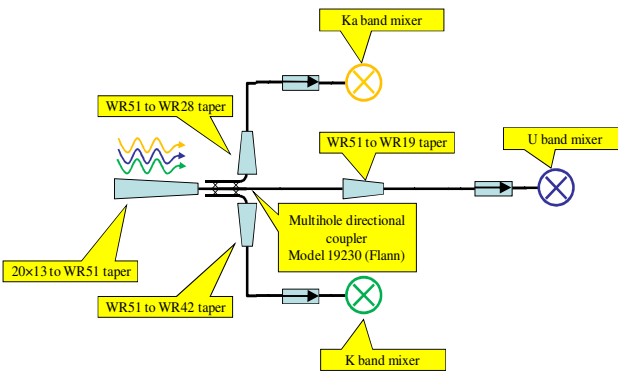 Ka band mixer
WR51 to WR28 taper
WR51 to WR19 taper
U band mixer
Multihole directional
coupler
Model 19230 (Flann)
20×13 to WR51 taper
WR51 to WR42 taper
K band mixer